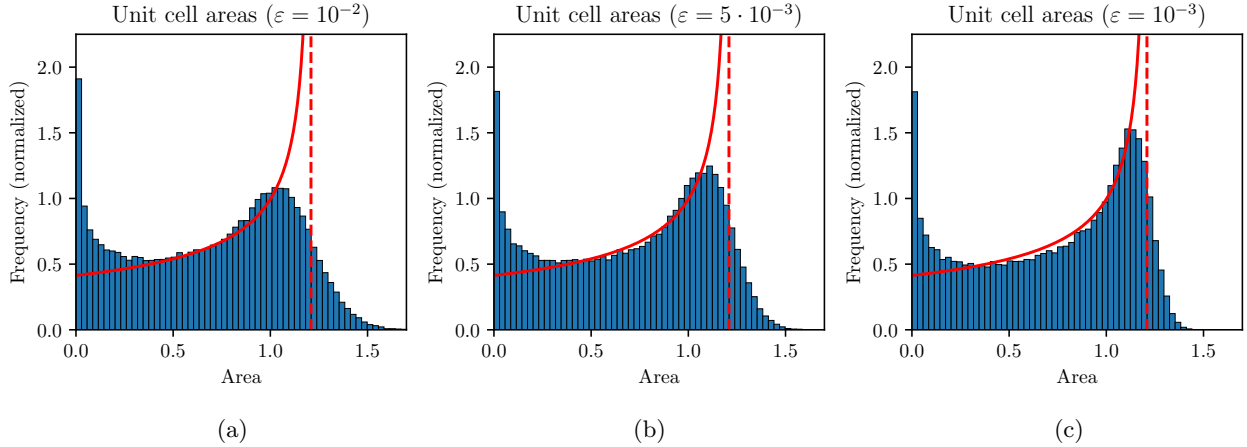 Unit cell areas (ε = 10⁻²)
Frequency (normalized)
2.0
1.5
1.0
0.5
0.0
0.0 0.5 1.0 1.5
Area
(a)
Unit cell areas (ε = 5 · 10⁻³)
Frequency (normalized)
2.0
1.5
1.0
0.5
0.0
0.0 0.5 1.0 1.5
Area
(b)
Unit cell areas (ε = 10⁻³)
Frequency (normalized)
2.0
1.5
1.0
0.5
0.0
0.0 0.5 1.0 1.5
Area
(c)